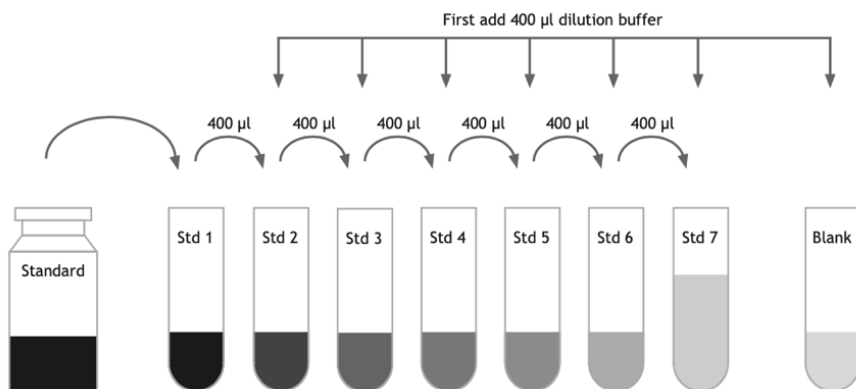 First add 400 µl dilution buffer
400 µl 400 µl 400 µl 400 µl 400 µl 400 µl
Standard
Std 1 Std 2 Std 3 Std 4 Std 5 Std 6 Std 7 Blank